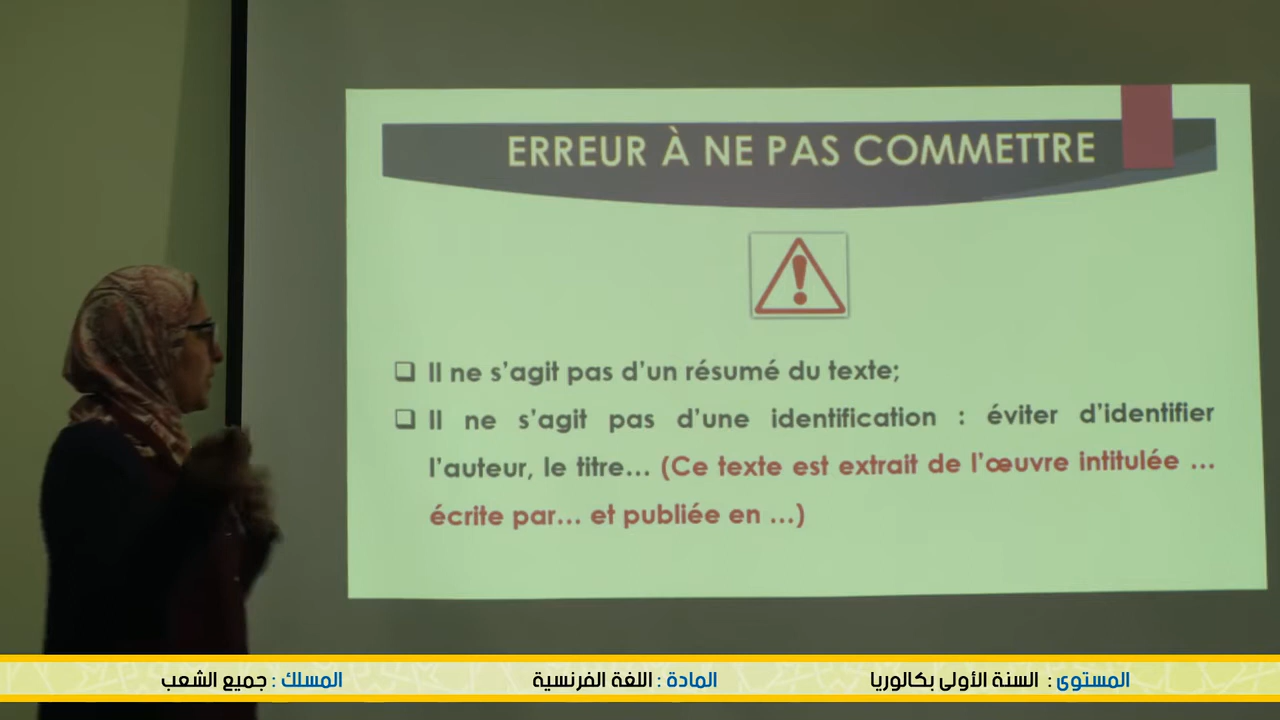 ERREUR À NE PAS COMMETTRE
❑ Il ne s'agit pas d'un résumé du texte;
❑ Il ne s'agit pas d'une identification : éviter d'identifier
l'auteur, le titre... (Ce texte est extrait de l'œuvre intitulée ...
écrite par... et publiée en ...)
المستوى : السنة الأولى بكالوريا
المادة : اللغة الفرنسية
المسلك : جميع الشعب